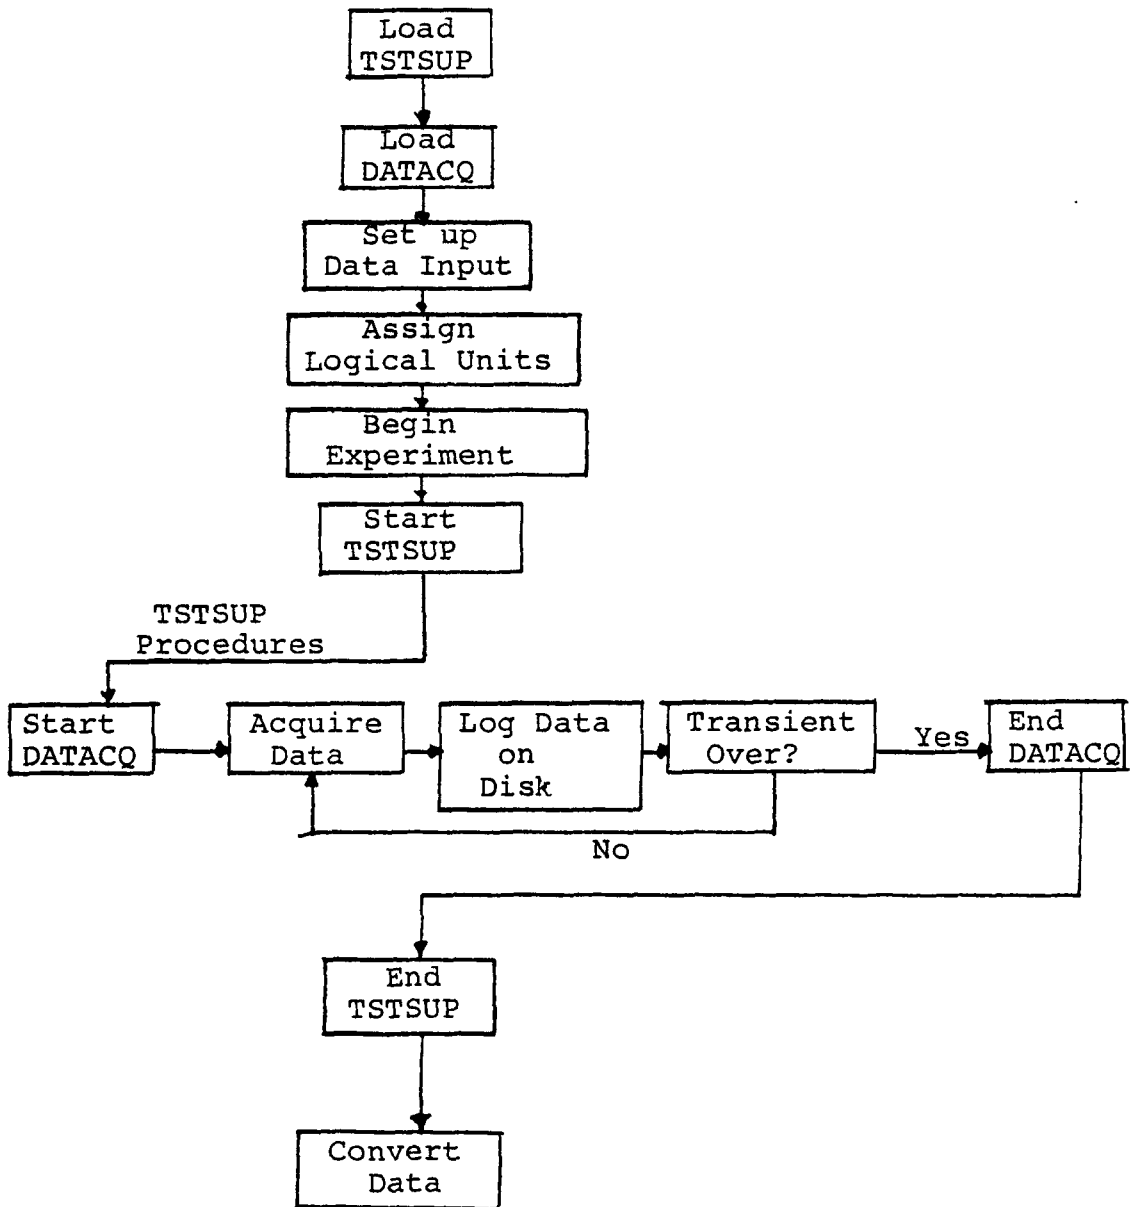 Load
TSTSUP
Load
DATACQ
Set up
Data Input
Assign
Logical Units
Begin
Experiment
Start
TSTSUP
TSTSUP
Procedures
Start
DATACQ
Acquire
Data
Log Data
on
Disk
Transient
Over?
Yes
End
DATACQ
No
End
TSTSUP
Convert
Data